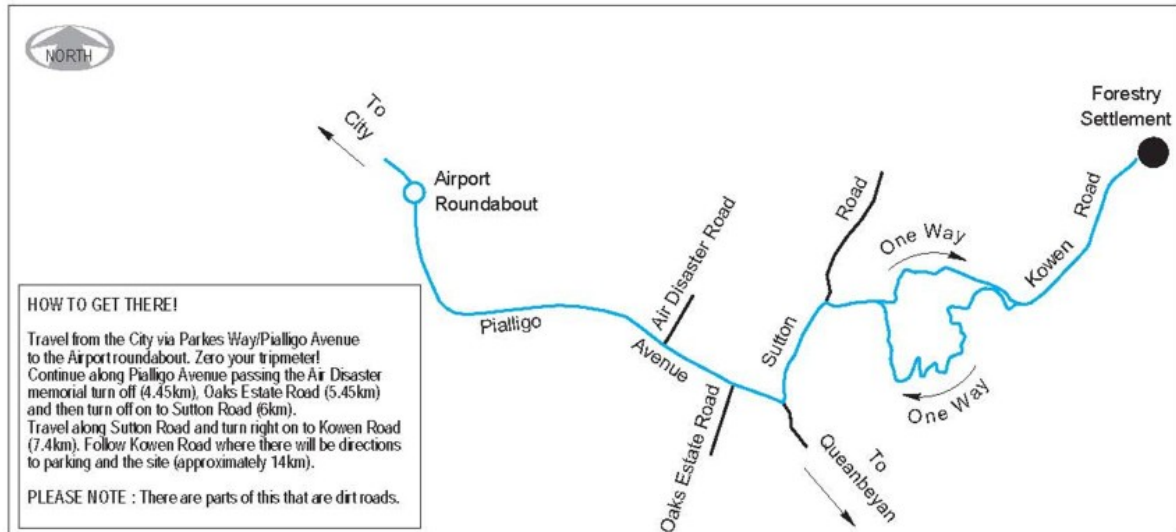 NORTH
To
City
Airport
Roundabout
Forestry
Settlement
Road
Road
Kowen
One Way
One Way
Air Disaster Road
Sutton
Pialligo
Avenue
Oaks Estate Road
To
Queanbeyan
HOW TO GET THERE!
Travel from the City via Parkes Way/Pialligo Avenue
to the Airport roundabout. Zero your tripmeter!
Continue along Pialligo Avenue passing the Air Disaster
memorial turn off (4.45km), Oaks Estate Road (5.45km)
and then turn off on to Sutton Road (6km).
Travel along Sutton Road and turn right on to Kowen Road
(7.4km). Follow Kowen Road where there will be directions
to parking and the site (approximately 14km).
PLEASE NOTE : There are parts of this that are dirt roads.